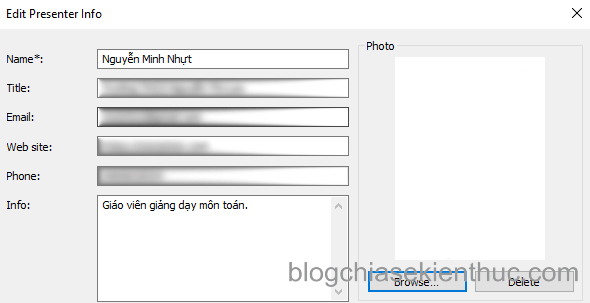 Edit Presenter Info
Name*:
Nguyễn Minh Nhựt
Photo
Title:
Email:
Web site:
Phone:
Info:
Giáo viên giảng dạy môn toán.
blogchiasekienthuc.com
Browse...
Delete